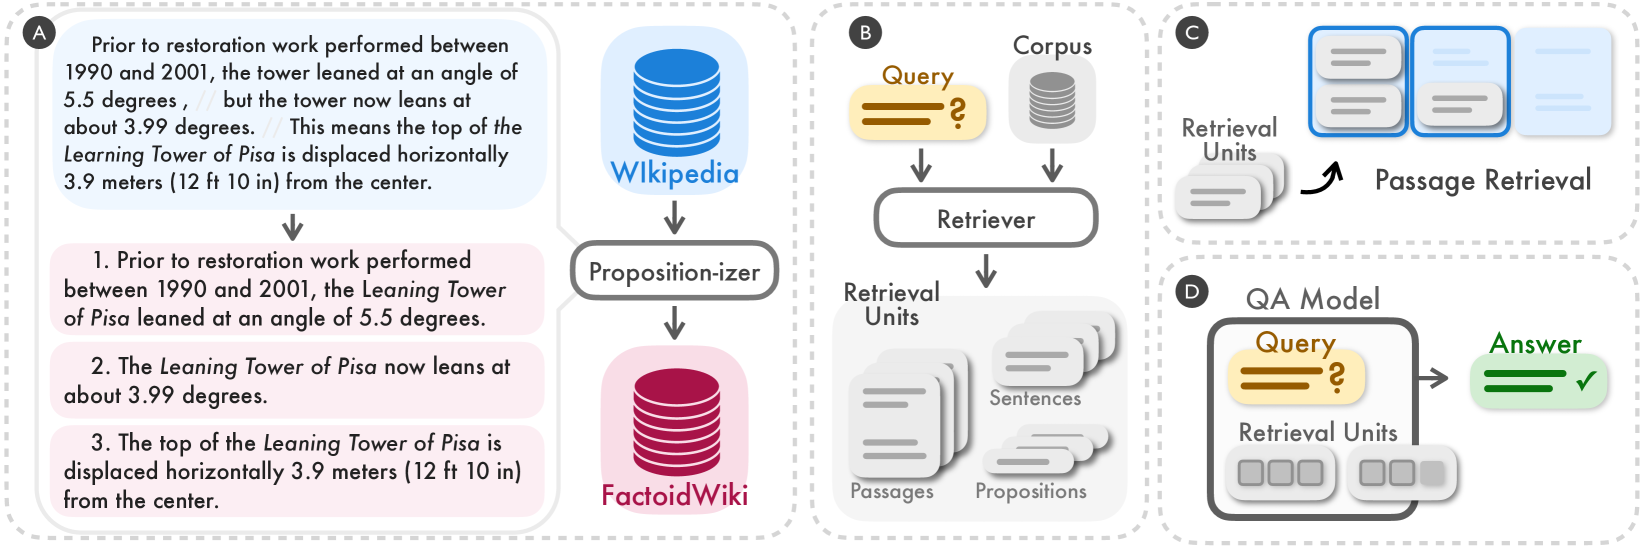 A
Prior to restoration work performed between
1990 and 2001, the tower leaned at an angle of
5.5 degrees , // but the tower now leans at
about 3.99 degrees. // This means the top of the
Learning Tower of Pisa is displaced horizontally
3.9 meters (12 ft 10 in) from the center.
1. Prior to restoration work performed
between 1990 and 2001, the Leaning Tower
of Pisa leaned at an angle of 5.5 degrees.
2. The Leaning Tower of Pisa now leans at
about 3.99 degrees.
3. The top of the Leaning Tower of Pisa is
displaced horizontally 3.9 meters (12 ft 10 in)
from the center.
WIkipedia
Proposition-izer
FactoidWiki
B
Corpus
Query
?
Retriever
Retrieval
Units
Sentences
Passages
Propositions
C
Retrieval
Units
Passage Retrieval
D
QA Model
Query
?
Retrieval Units
Answer
✓